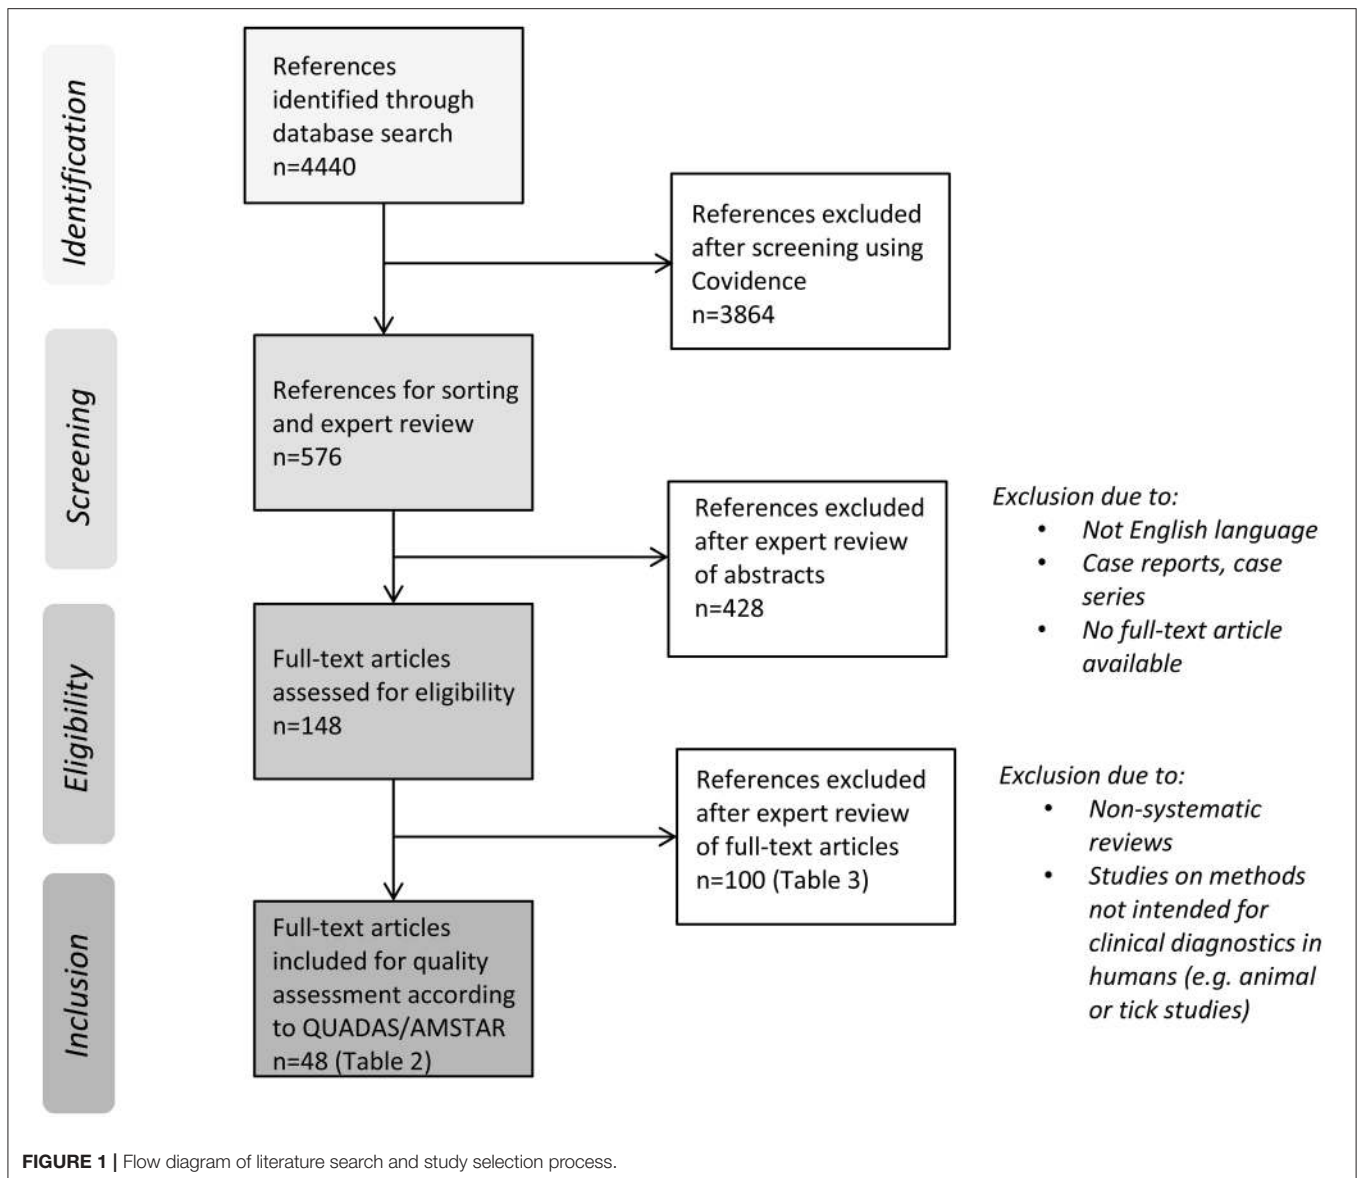 Identification
References
identified through
database search
n=4440
References excluded
after screening using
Covidence
n=3864
Screening
References for sorting
and expert review
n=576
References excluded
after expert review
of abstracts
n=428
Exclusion due to:
• Not English language
• Case reports, case
series
• No full-text article
available
Eligibility
Full-text articles
assessed for eligibility
n=148
References excluded
after expert review
of full-text articles
n=100 (Table 3)
Exclusion due to:
• Non-systematic
reviews
• Studies on methods
not intended for
clinical diagnostics in
humans (e.g. animal
or tick studies)
Inclusion
Full-text articles
included for quality
assessment according
to QUADAS/AMSTAR
n=48 (Table 2)
FIGURE 1 | Flow diagram of literature search and study selection process.